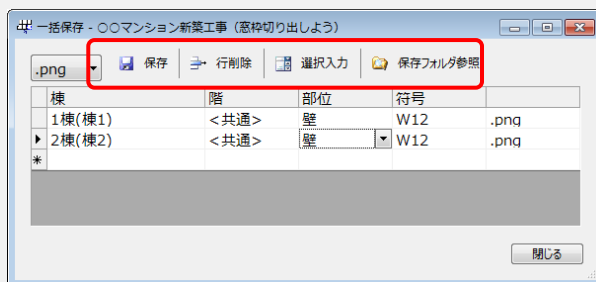 一括保存 - ○○マンション新築工事（窓枠切り出しよう）
.png 保存 行削除 選択入力 保存フォルダ参照
棟 階 部位 符号
1棟(棟1) <共通> 壁 W12 .png
2棟(棟2) <共通> 壁 W12 .png
閉じる